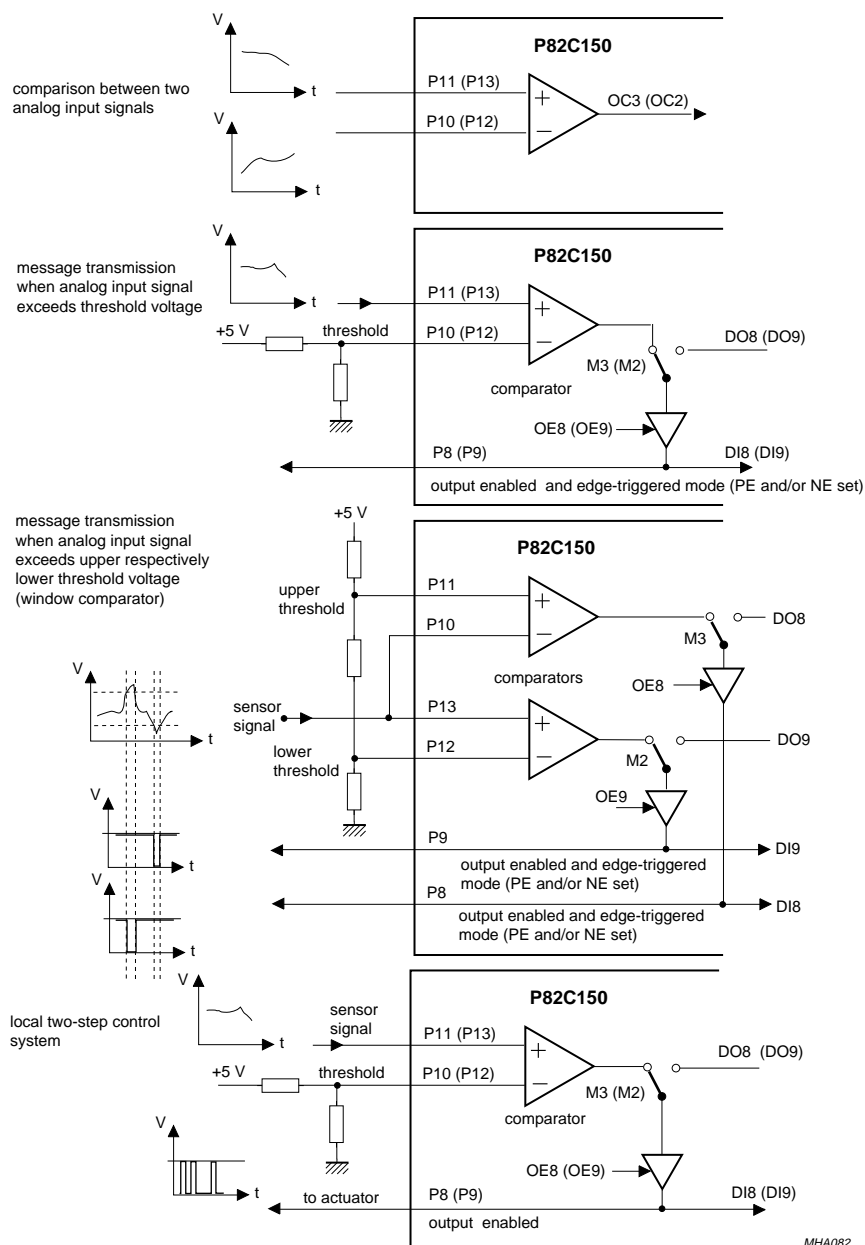 P82C150
V
t
comparison between two
analog input signals
P11 (P13)
P10 (P12)
+
−
OC3 (OC2)
V
t
P82C150
V
t
message transmission
when analog input signal
exceeds threshold voltage
P11 (P13)
+5 V
threshold
P10 (P12)
+
−
comparator
M3 (M2)
DO8 (DO9)
OE8 (OE9)
P8 (P9)
DI8 (DI9)
output enabled and edge-triggered mode (PE and/or NE set)
message transmission
when analog input signal
exceeds upper respectively
lower threshold voltage
(window comparator)
+5 V
P82C150
upper
threshold
P11
P10
+
−
M3
DO8
OE8
comparators
V
t
sensor
signal
P13
lower
threshold
P12
+
−
M2
DO9
OE9
V
t
P9
DI9
output enabled and edge-triggered
mode (PE and/or NE set)
V
t
P8
DI8
output enabled and edge-triggered
mode (PE and/or NE set)
P82C150
V
t
local two-step control
system
sensor
signal
P11 (P13)
+5 V
threshold
P10 (P12)
+
−
comparator
M3 (M2)
DO8 (DO9)
OE8 (OE9)
V
t
to actuator
P8 (P9)
DI8 (DI9)
output enabled
MHA082